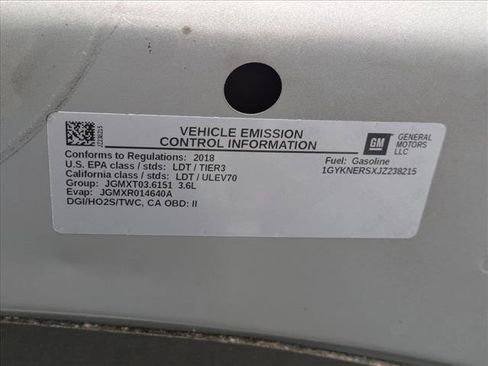 JZ238215
VEHICLE EMISSION
CONTROL INFORMATION
GM
GENERAL
MOTORS
LLC
Conforms to Regulations: 2018
U.S. EPA class / stds: LDT / TIER3
California class / stds: LDT / ULEV70
Group: JGMXT03.6151 3.6L
Evap: JGMXR014640A
DGI/HO2S/TWC, CA OBD: II
Fuel: Gasoline
1GYKNERSXJZ238215